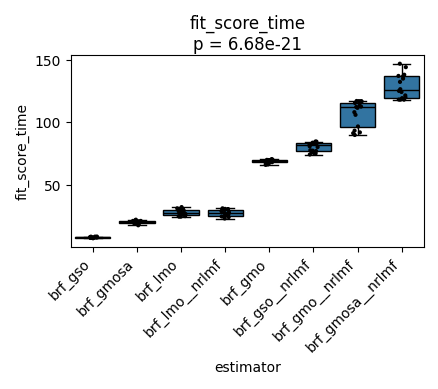 fit_score_time
p = 6.68e-21
fit_score_time
150
100
50
brf_gso
brf_gmosa
brf_lmo
brf_lmo__nrlmf
brf_gmo
brf_gso__nrlmf
brf_gmo__nrlmf
brf_gmosa__nrlmf
estimator